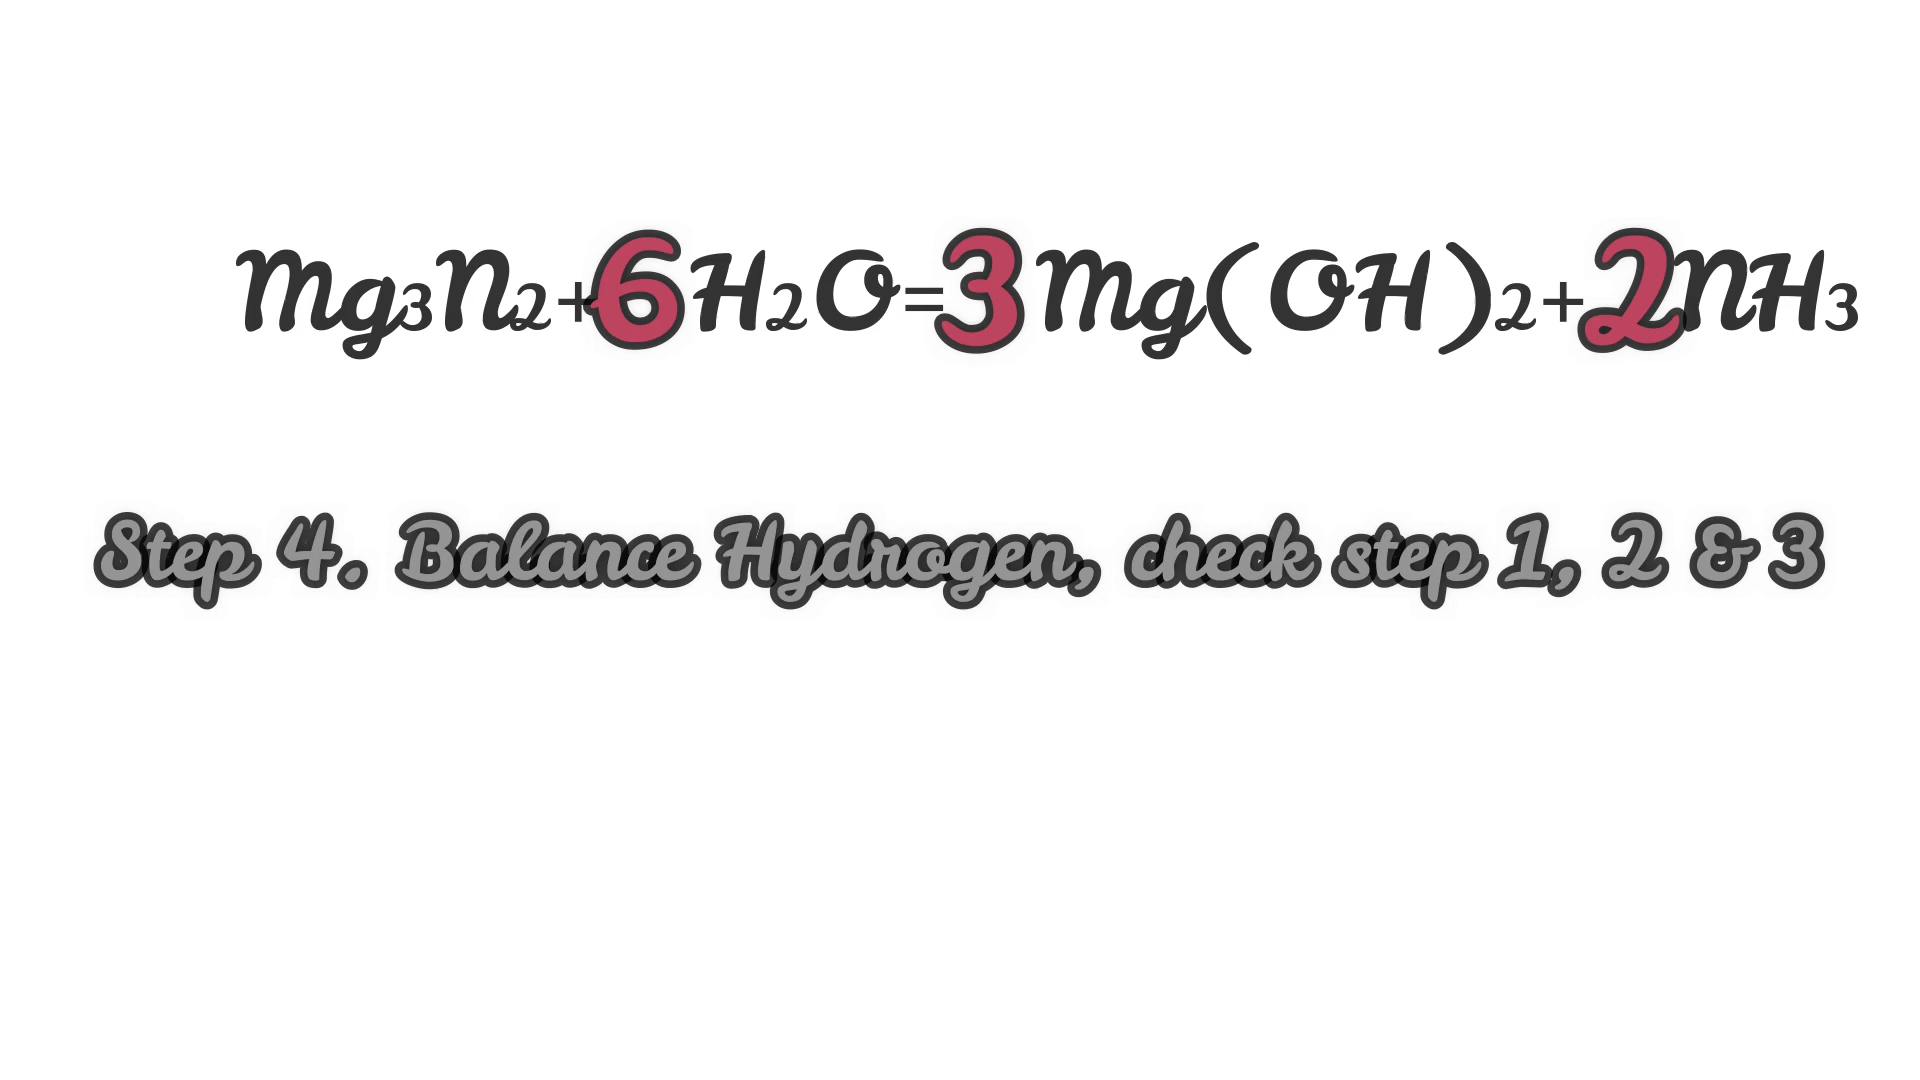 Mg3N2+6H2O=3Mg(OH)2+2NH3
Step 4. Balance Hydrogen, check step 1, 2 & 3